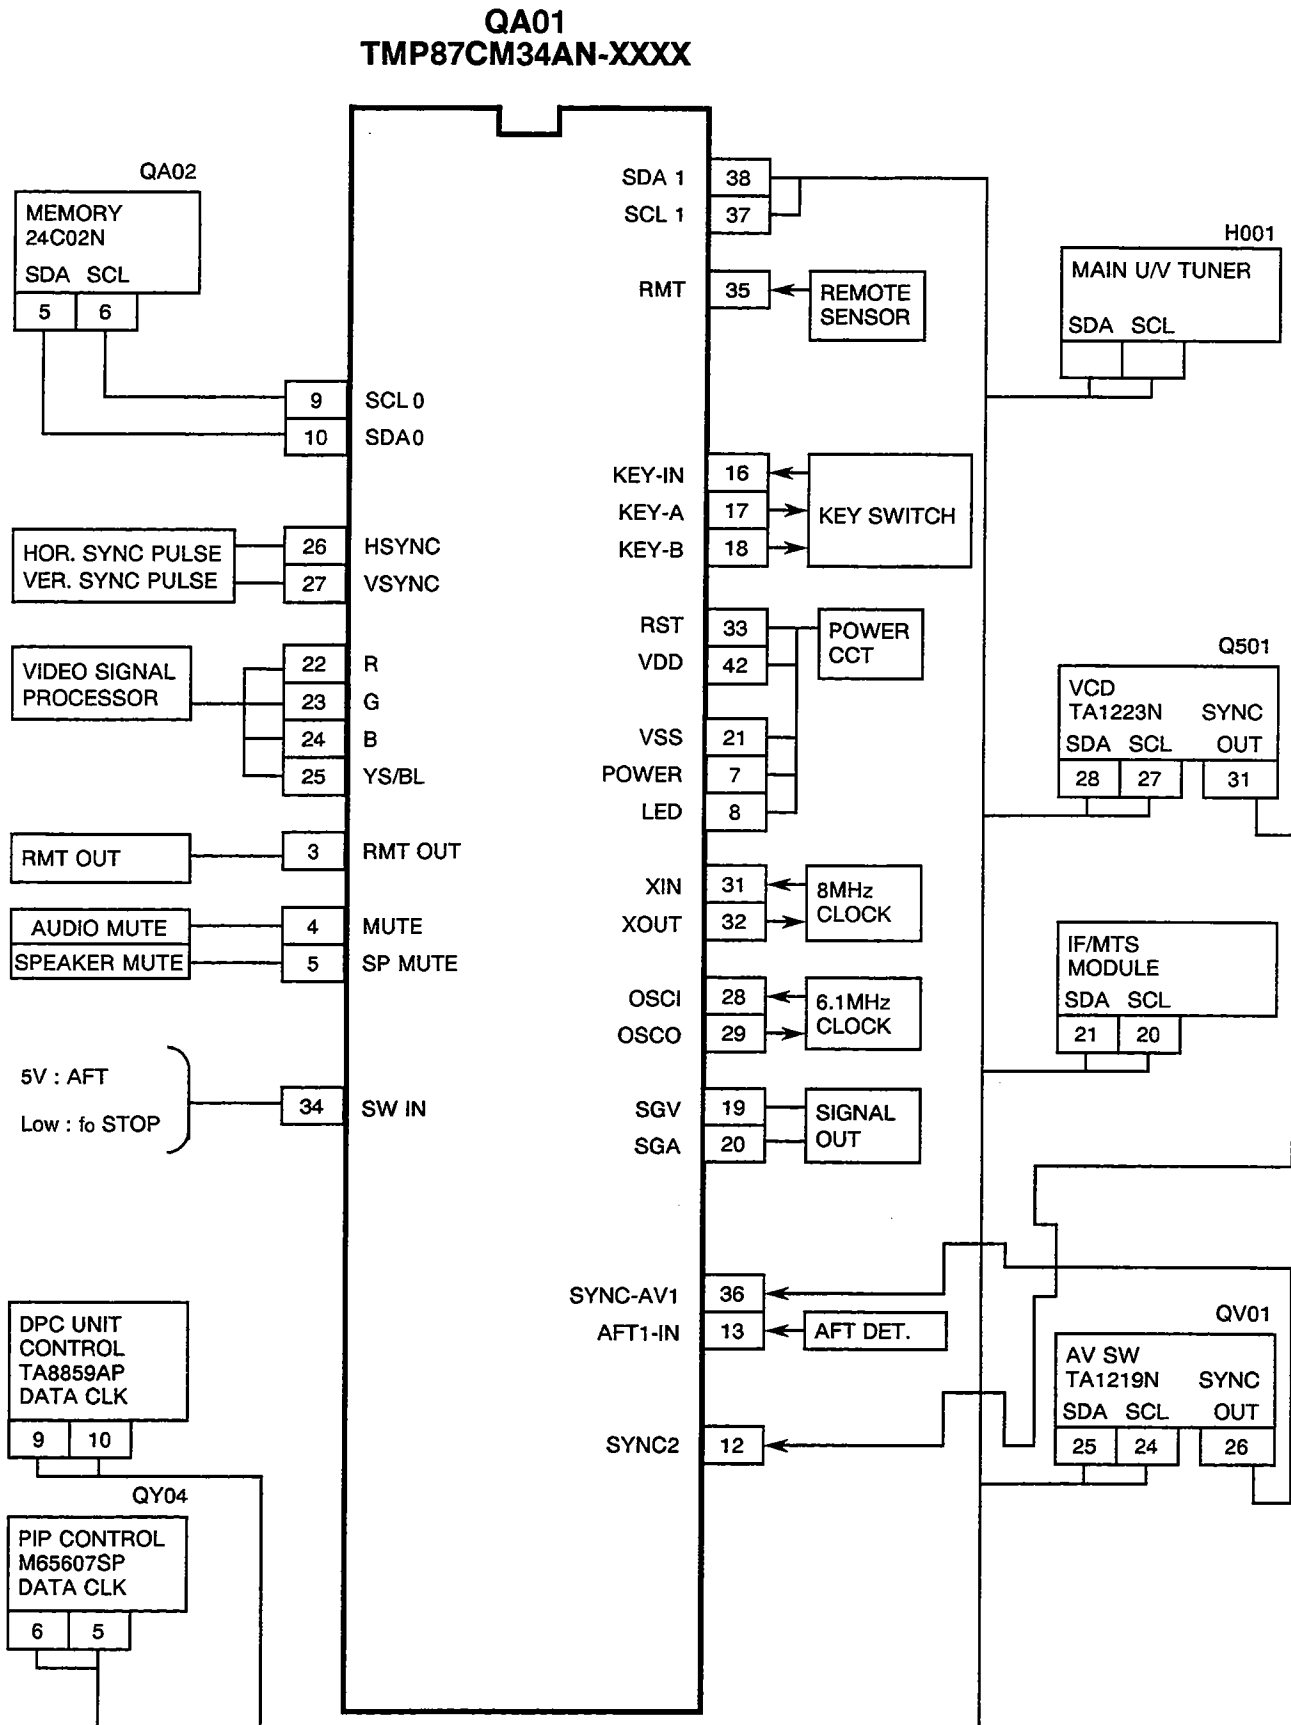 QA01
TMP87CM34AN-XXXX
QA02
MEMORY
24C02N
SDA SCL
5 6
9 SCL0
10 SDA0
HOR. SYNC PULSE
VER. SYNC PULSE
26 HSYNC
27 VSYNC
VIDEO SIGNAL
PROCESSOR
22 R
23 G
24 B
25 YS/BL
RMT OUT
3 RMT OUT
AUDIO MUTE
4 MUTE
SPEAKER MUTE
5 SP MUTE
5V : AFT
Low : fo STOP
34 SW IN
DPC UNIT
CONTROL
TA8859AP
DATA CLK
9 10
QY04
PIP CONTROL
M65607SP
DATA CLK
6 5
SDA 1 38
SCL 1 37
RMT 35
REMOTE
SENSOR
KEY-IN 16
KEY-A 17
KEY-B 18
KEY SWITCH
RST 33
VDD 42
POWER
CCT
VSS 21
POWER 7
LED 8
XIN 31
XOUT 32
8MHz
CLOCK
OSCI 28
OSCO 29
6.1MHz
CLOCK
SGV 19
SGA 20
SIGNAL
OUT
SYNC-AV1 36
AFT1-IN 13
AFT DET.
SYNC2 12
H001
MAIN U/V TUNER
SDA SCL
Q501
VCD
TA1223N SYNC
SDA SCL OUT
28 27 31
IF/MTS
MODULE
SDA SCL
21 20
QV01
AV SW
TA1219N SYNC
SDA SCL OUT
25 24 26